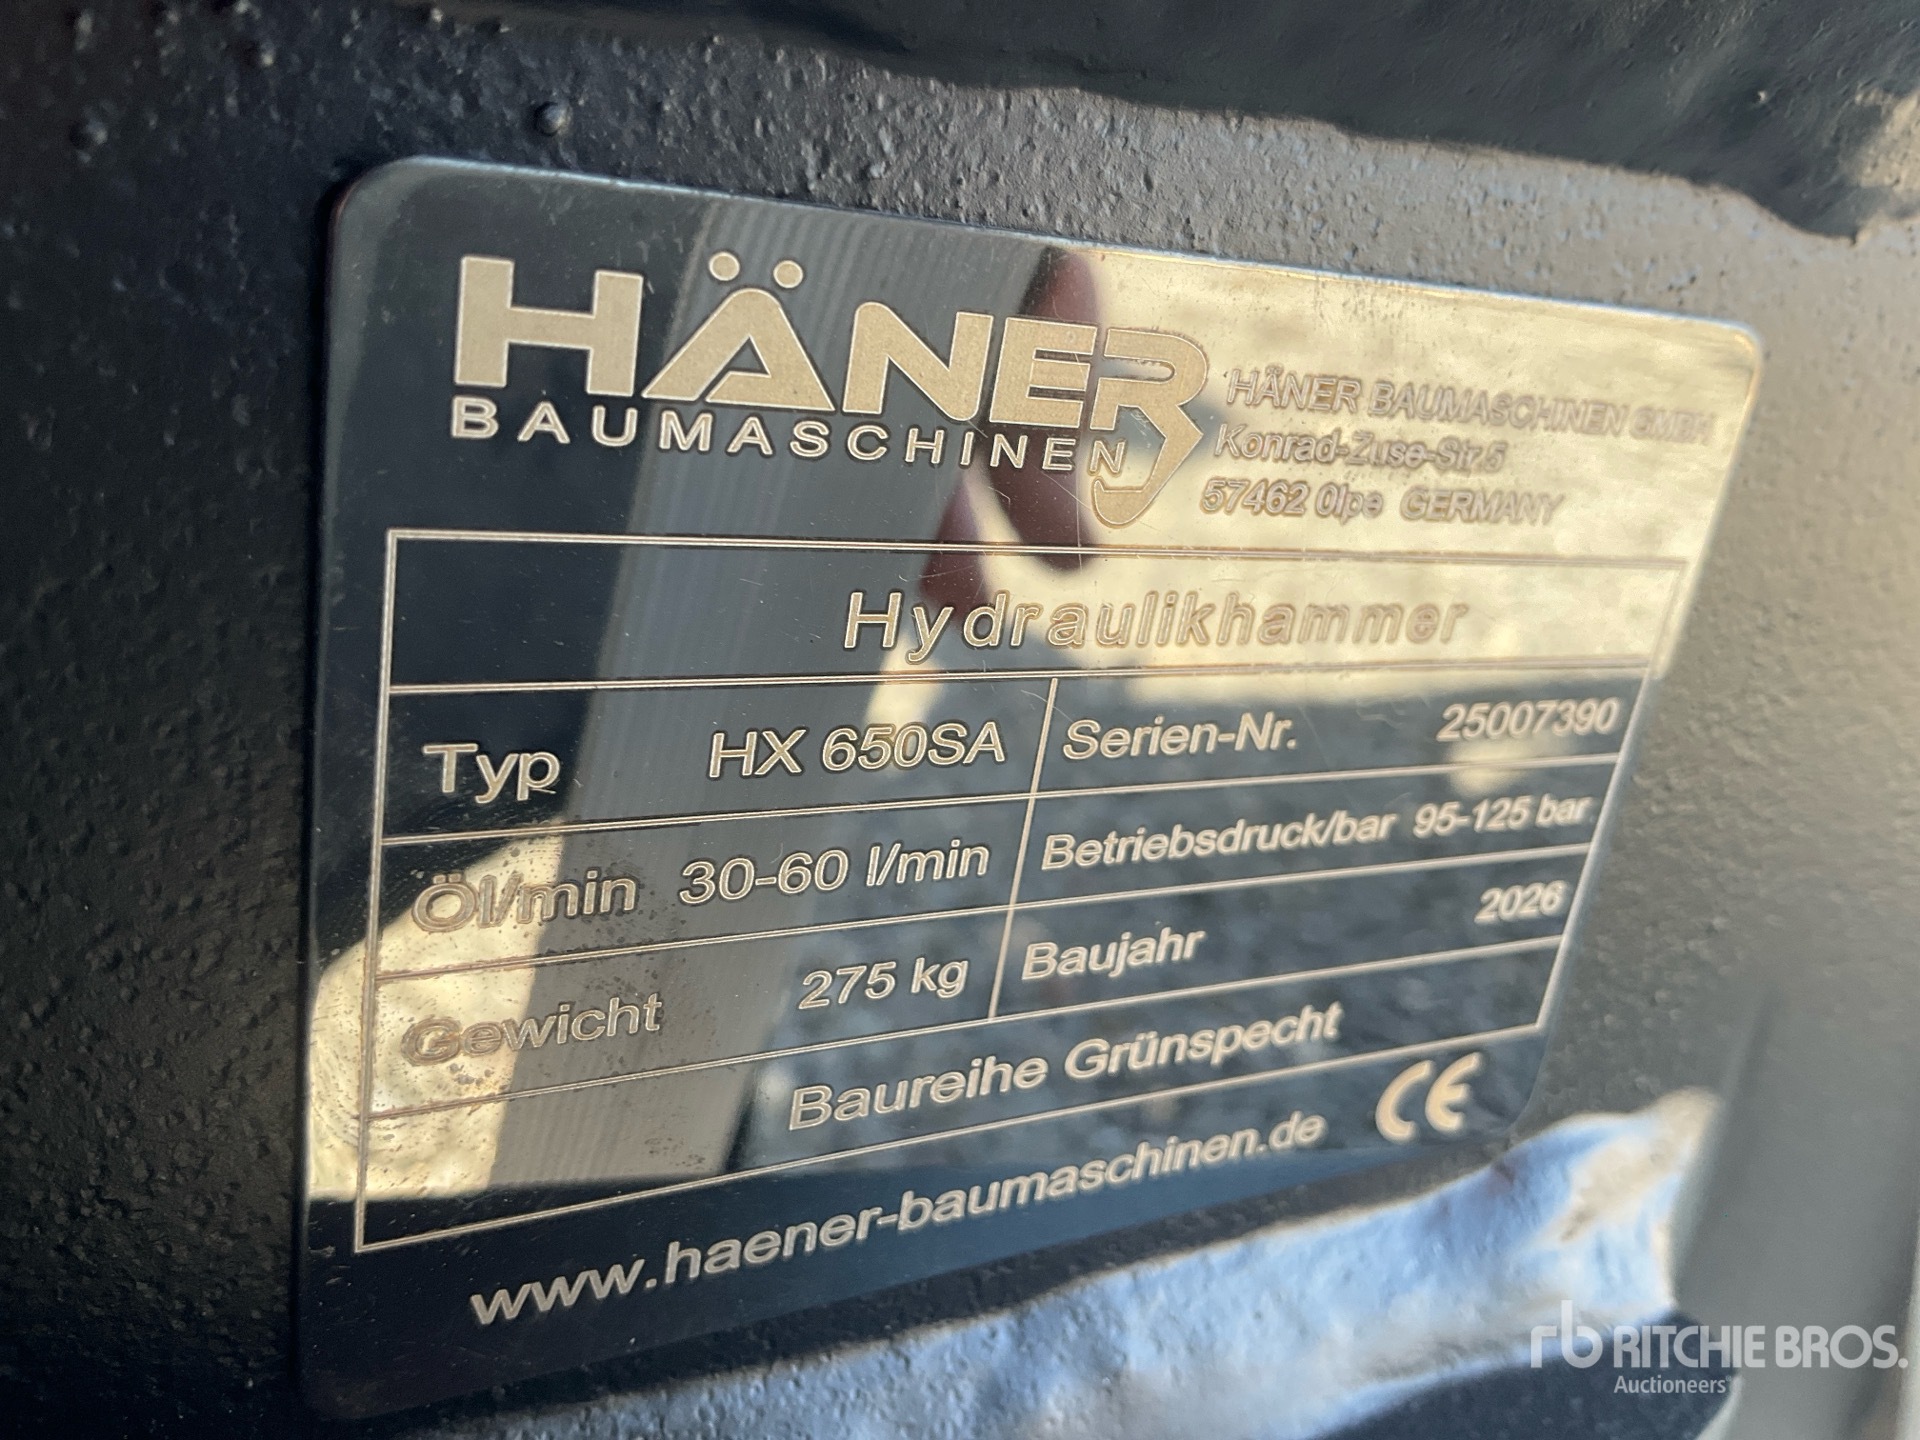 HÄNER
BAUMASCHINEN
HÄNER BAUMASCHINEN GMBH
Konrad-Zuse-Str.5
57462 Olpe GERMANY
Hydraulikhammer
Typ HX 650SA Serien-Nr. 25007390
Öl/min 30-60 l/min Betriebsdruck/bar 95-125 bar
Gewicht 275 kg Baujahr 2026
Baureihe Grünspecht
www.haener-baumaschinen.de CE
rb RITCHIE BROS.
Auctioneers